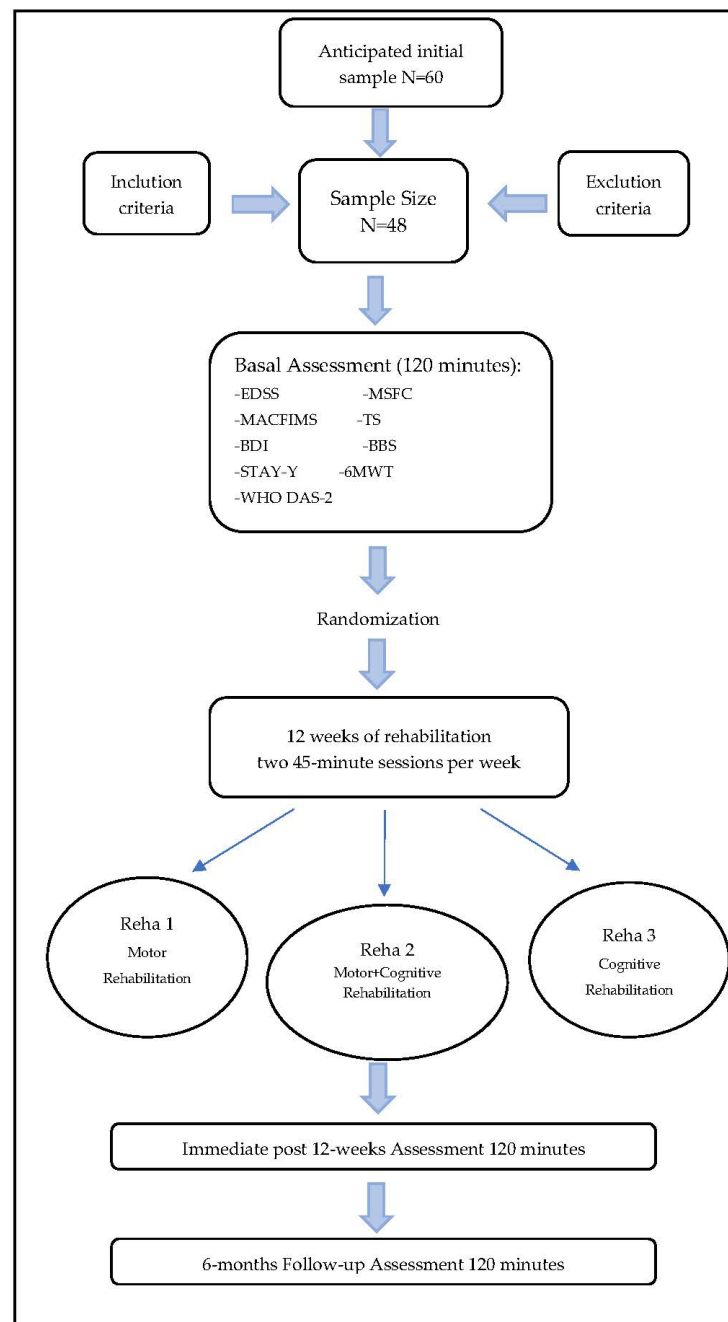 Anticipated initial
sample N=60
Inclution
criteria
Sample Size
N=48
Exclution
criteria
Basal Assessment (120 minutes):
-EDSS -MSFC
-MACFIMS -TS
-BDI -BBS
-STAY-Y -6MWT
-WHO DAS-2
Randomization
12 weeks of rehabilitation
two 45-minute sessions per week
Reha 1
Motor
Rehabilitation
Reha 2
Motor+Cognitive
Rehabilitation
Reha 3
Cognitive
Rehabilitation
Immediate post 12-weeks Assessment 120 minutes
6-months Follow-up Assessment 120 minutes